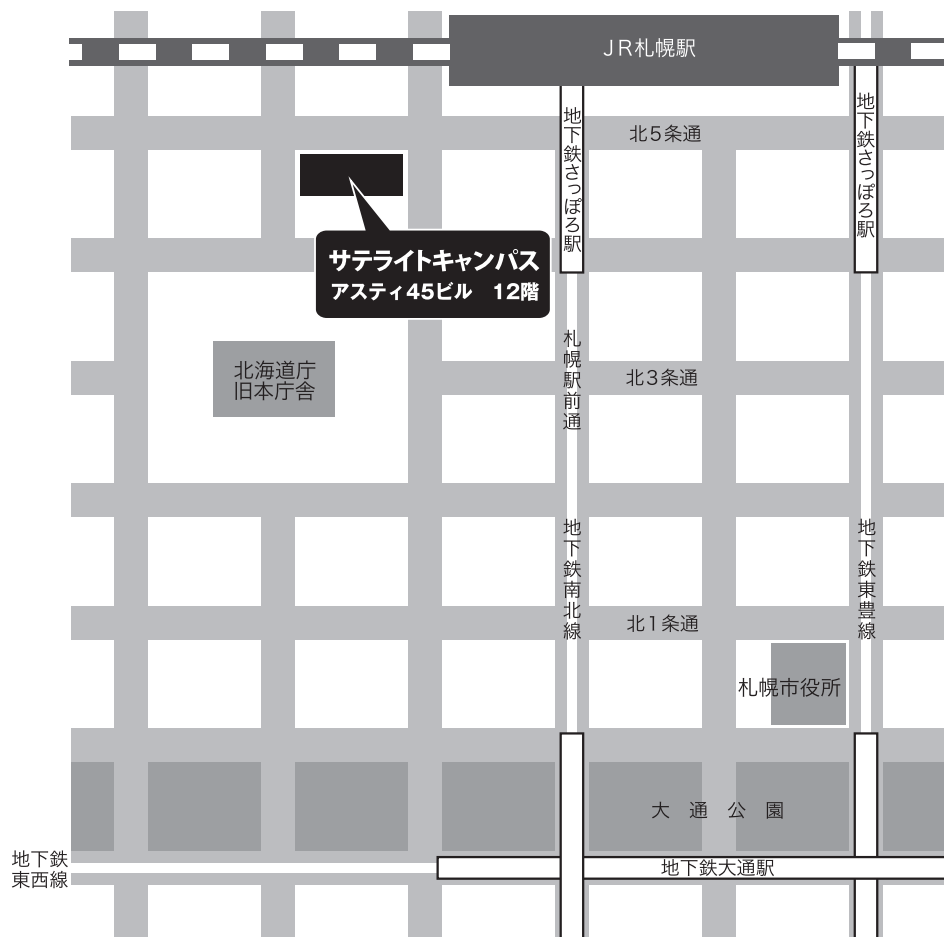 JR札幌駅
地下鉄さっぽろ駅
地下鉄さっぽろ駅
北5条通
サテライトキャンパス
アスティ45ビル　12階
北海道庁
旧本庁舎
札幌駅前通
北3条通
地下鉄南北線
地下鉄東豊線
北1条通
札幌市役所
大通公園
地下鉄
東西線
地下鉄大通駅